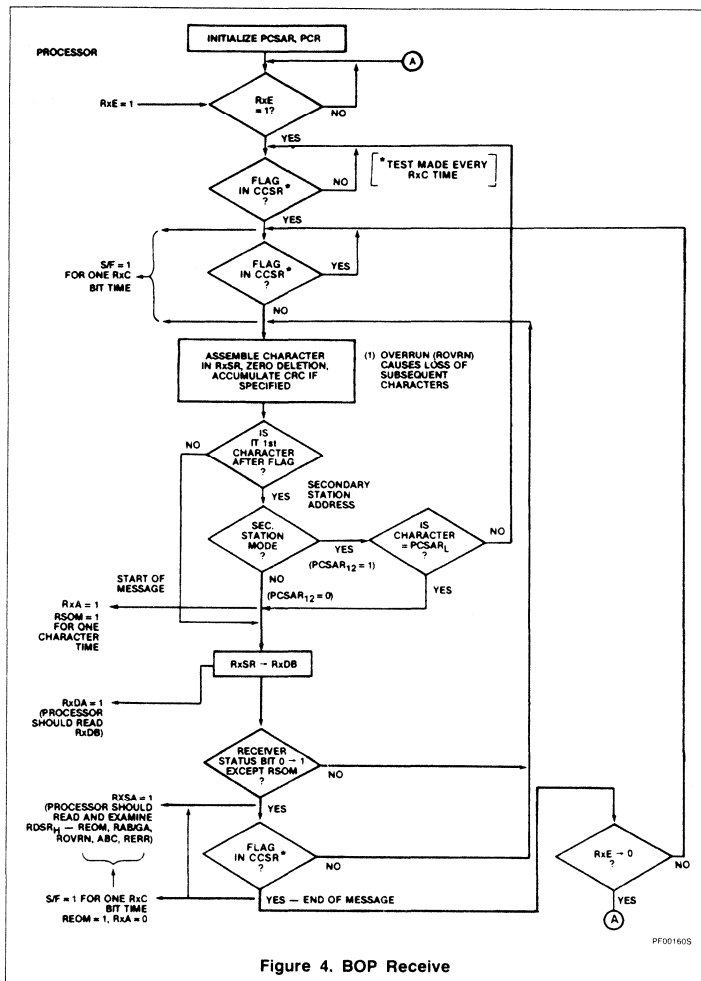 INITIALIZE PCSAR, PCR
PROCESSOR
A
RxE = 1
RxE
= 1?
NO
YES
[ * TEST MADE EVERY
RxC TIME ]
FLAG
IN CCSR*
?
NO
YES
S/F = 1
FOR ONE RxC
BIT TIME
FLAG
IN CCSR*
?
YES
NO
ASSEMBLE CHARACTER
IN RxSR, ZERO DELETION,
ACCUMULATE CRC IF
SPECIFIED
(1) OVERRUN (ROVRN)
CAUSES LOSS OF
SUBSEQUENT
CHARACTERS
IS
IT 1st
CHARACTER
AFTER FLAG
?
NO
YES
SECONDARY
STATION
ADDRESS
SEC.
STATION
MODE
?
YES
(PCSAR12 = 1)
IS
CHARACTER
= PCSARL
?
NO
YES
NO
(PCSAR12 = 0)
START OF
MESSAGE
RxA = 1
RSOM = 1
FOR ONE
CHARACTER
TIME
RxSR → RxDB
RxDA = 1
(PROCESSOR
SHOULD READ
RxDB)
RECEIVER
STATUS BIT 0 → 1
EXCEPT RSOM
?
NO
YES
RXSA = 1
(PROCESSOR SHOULD
READ AND EXAMINE
RDSRH — REOM, RAB/GA,
ROVRN, ABC, RERR)
FLAG
IN CCSR*
?
NO
YES — END OF MESSAGE
S/F = 1 FOR ONE RxC
BIT TIME
REOM = 1, RxA = 0
RxE → 0
?
NO
YES
A
PF00160S
Figure 4. BOP Receive